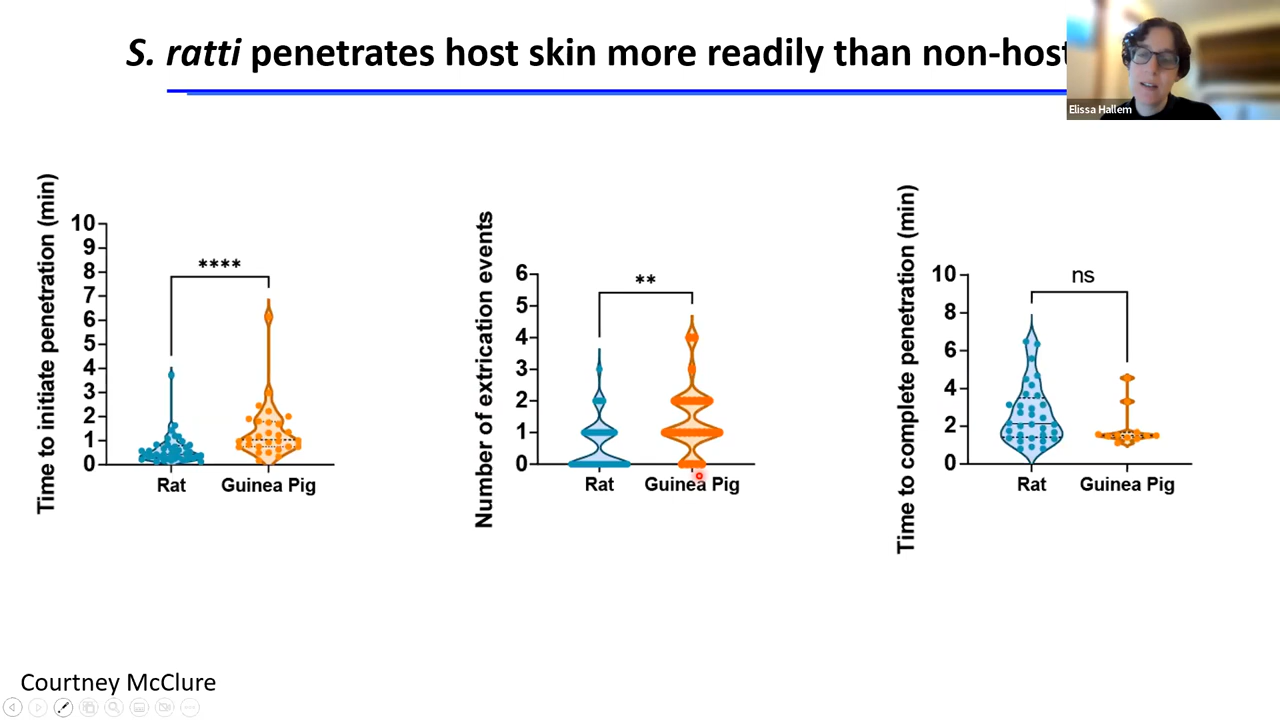 S. ratti penetrates host skin more readily than non-host
Elissa Hallem
Time to initiate penetration (min)
10
9
8
7
6
5
4
3
2
1
0
****
Rat
Guinea Pig
Number of extrication events
6
5
4
3
2
1
0
**
Rat
Guinea Pig
Time to complete penetration (min)
10
8
6
4
2
0
ns
Rat
Guinea Pig
Courtney McClure